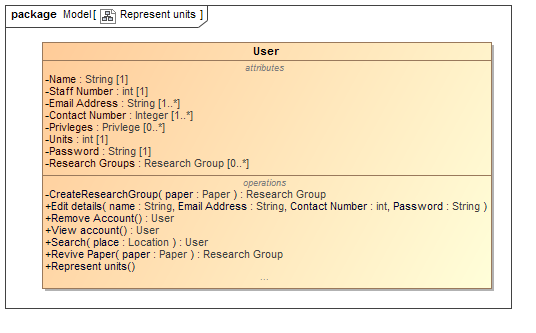 package Model [ Represent units ]
User
attributes
-Name : String [1]
-Staff Number : int [1]
-Email Address : String [1..*]
-Contact Number : Integer [1..*]
-Privleges : Privlege [0..*]
-Units : int [1]
-Password : String [1]
-Research Groups : Research Group [0..*]
operations
-CreateResearchGroup( paper : Paper ) : Research Group
+Edit details( name : String, Email Address : String, Contact Number : int, Password : String )
+Remove Account() : User
+View account() : User
+Search( place : Location ) : User
+Revive Paper( paper : Paper ) : Research Group
+Represent units()
...